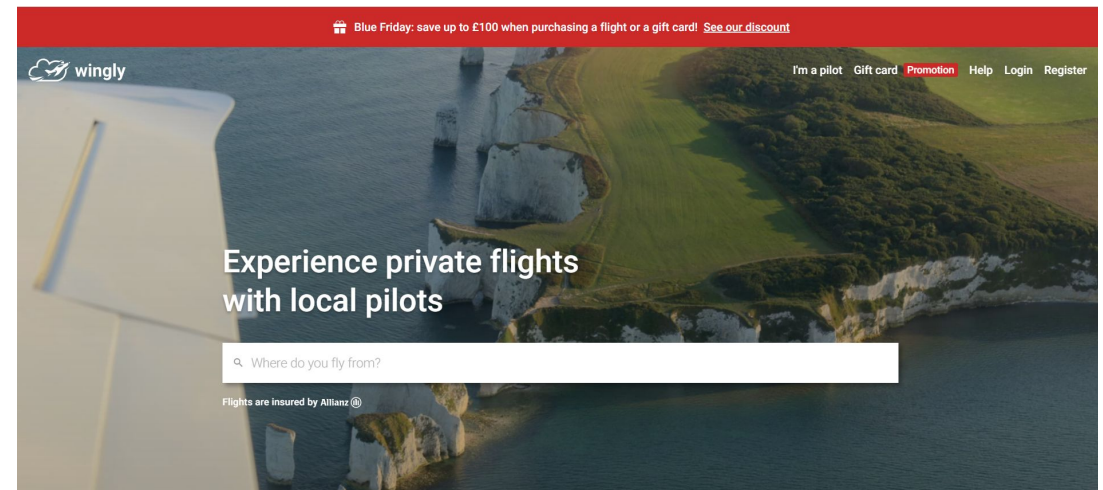 Blue Friday: save up to £100 when purchasing a flight or a gift card! See our discount
wingly
I'm a pilot Gift card Promotion Help Login Register
Experience private flights
with local pilots
Where do you fly from?
Flights are insured by Allianz